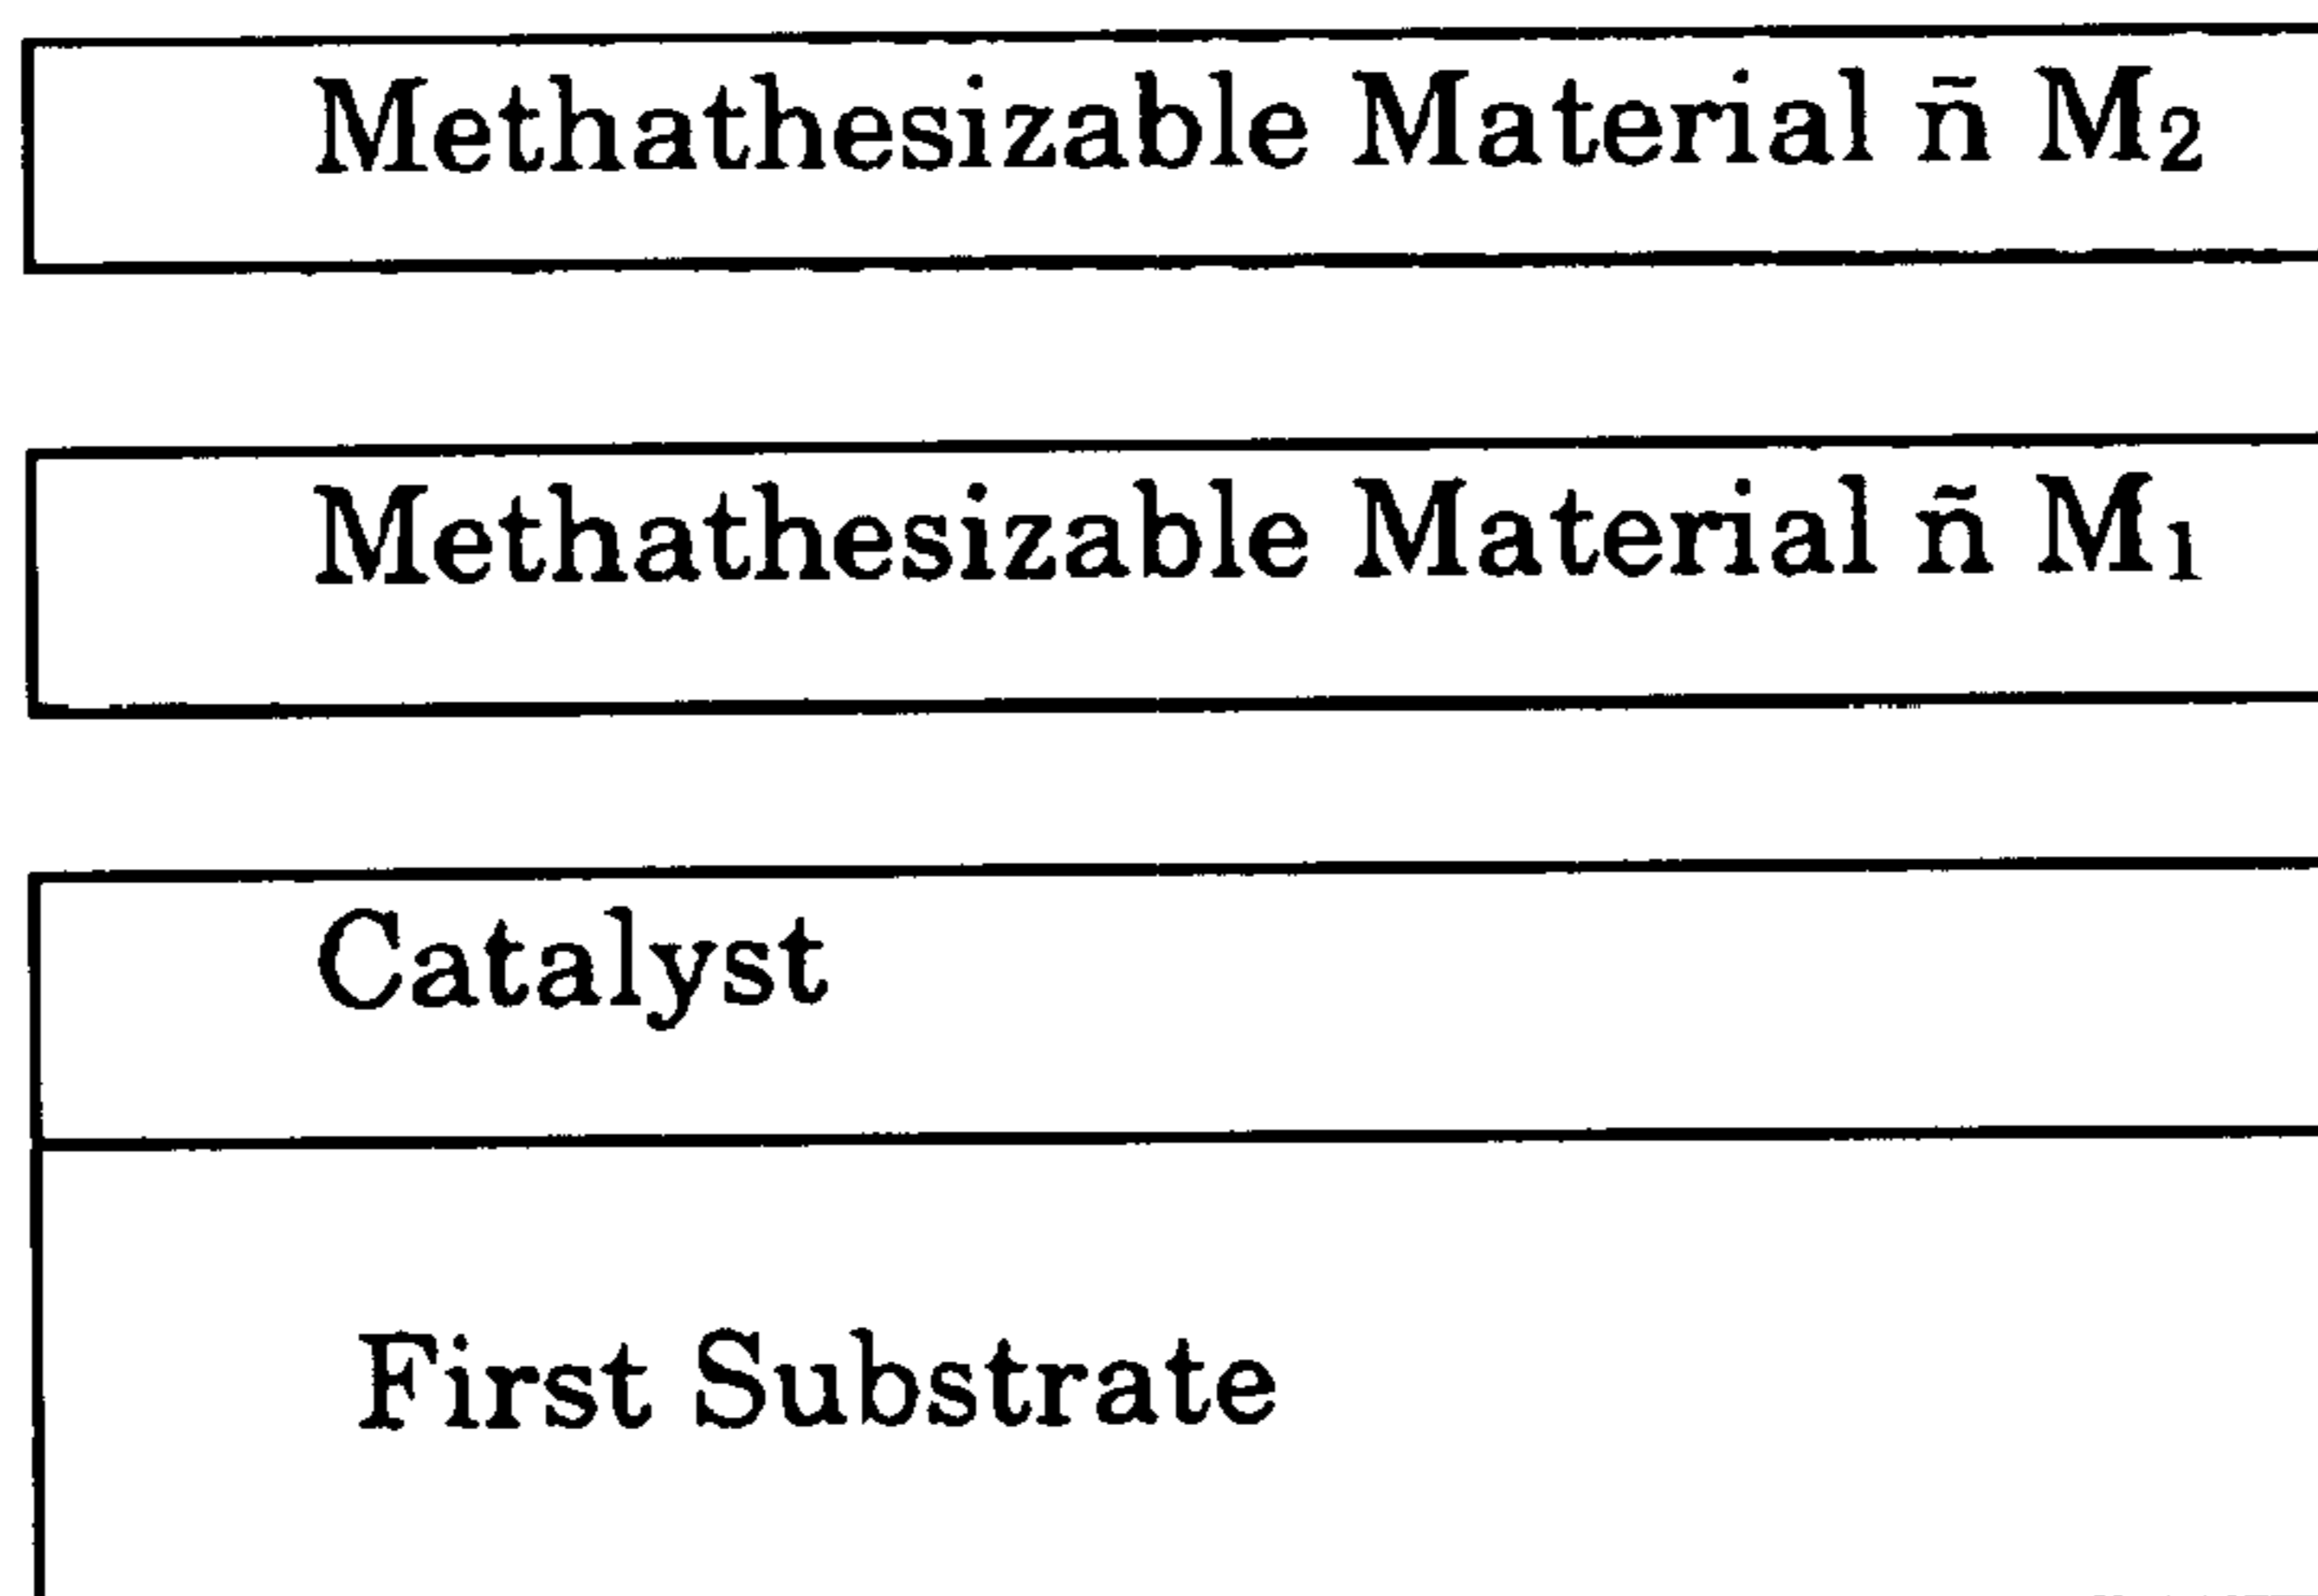 Methathesizable Material ñ M₂
Methathesizable Material ñ M₁
Catalyst
First Substrate